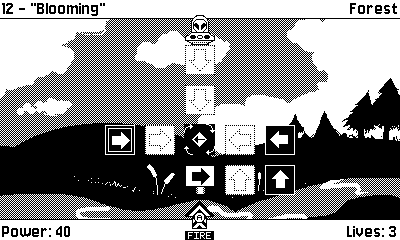 12 - "Blooming"
Forest
Power: 40
FIRE
Lives: 3